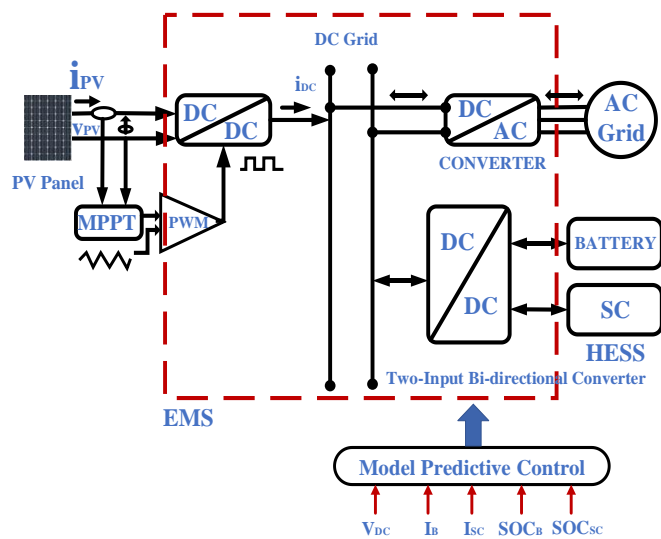 DC Grid
iPV
iDC
vPV
DC
DC
DC
AC
AC
Grid
CONVERTER
PV Panel
MPPT
PWM
DC
DC
BATTERY
SC
HESS
Two-Input Bi-directional Converter
EMS
Model Predictive Control
VDC IB ISC SOCB SOCSC